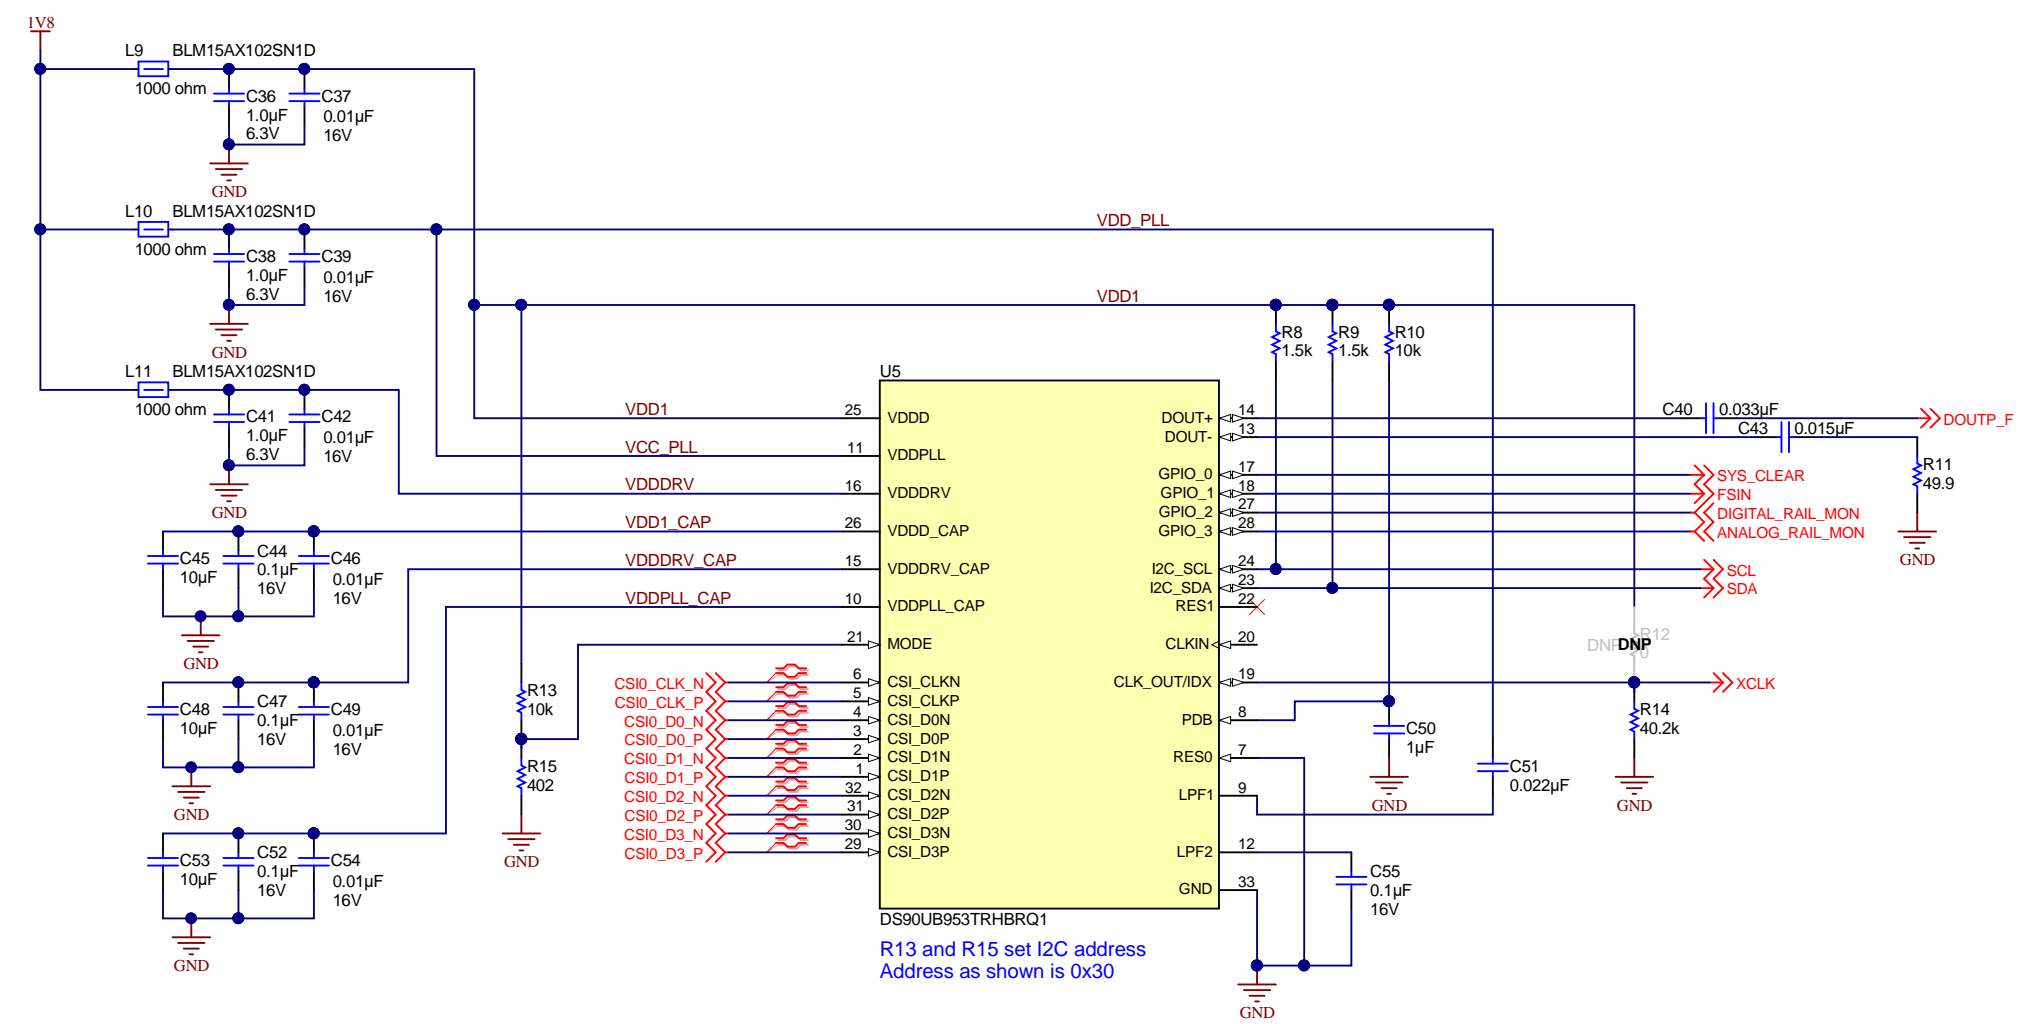 1V8
L9 BLM15AX102SN1D
1000 ohm
C36
1.0µF
6.3V
C37
0.01µF
16V
GND
L10 BLM15AX102SN1D
1000 ohm
C38
1.0µF
6.3V
C39
0.01µF
16V
GND
VDD_PLL
VDD1
L11 BLM15AX102SN1D
1000 ohm
C41
1.0µF
6.3V
C42
0.01µF
16V
GND
R8
1.5k
R9
1.5k
R10
10k
U5
VDD1 25 VDDD
VCC_PLL 11 VDDPLL
VDDDRV 16 VDDDRV
VDD1_CAP 26 VDDD_CAP
VDDDRV_CAP 15 VDDDRV_CAP
VDDPLL_CAP 10 VDDPLL_CAP
21 MODE
CSI0_CLK_N 6 CSI_CLKN
CSI0_CLK_P 5 CSI_CLKP
CSI0_D0_N 4 CSI_D0N
CSI0_D0_P 3 CSI_D0P
CSI0_D1_N 2 CSI_D1N
CSI0_D1_P 1 CSI_D1P
CSI0_D2_N 32 CSI_D2N
CSI0_D2_P 31 CSI_D2P
CSI0_D3_N 30 CSI_D3N
CSI0_D3_P 29 CSI_D3P
DOUT+ 14 C40 0.033µF DOUTP_F
DOUT- 13 C43 0.015µF
GPIO_0 17 SYS_CLEAR
GPIO_1 18 FSIN
GPIO_2 27 DIGITAL_RAIL_MON
GPIO_3 28 ANALOG_RAIL_MON
R11
49.9
GND
I2C_SCL 24 SCL
I2C_SDA 23 SDA
RES1 22
CLKIN 20
CLK_OUT/IDX 19 XCLK
PDB 8
RES0 7
LPF1 9
LPF2 12
GND 33
C45
10µF
C44
0.1µF
16V
C46
0.01µF
16V
GND
C48
10µF
C47
0.1µF
16V
C49
0.01µF
16V
GND
C53
10µF
C52
0.1µF
16V
C54
0.01µF
16V
GND
R13
10k
R15
402
GND
R12
DNP
DNP
0
R14
40.2k
GND
C50
1µF
GND
C51
0.022µF
C55
0.1µF
16V
GND
DS90UB953TRHBRQ1
R13 and R15 set I2C address
Address as shown is 0x30